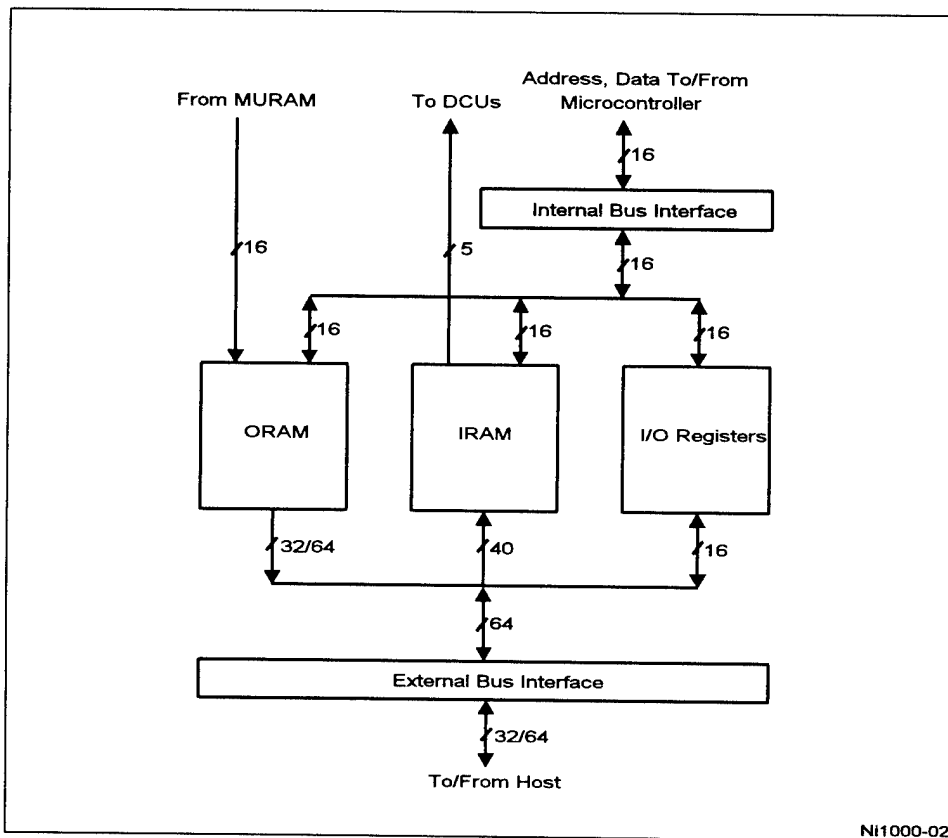 Address, Data To/From
From MURAM
To DCUs
Microcontroller
16
Internal Bus Interface
16
5
16
16
16
16
ORAM
IRAM
I/O Registers
32/64
40
16
64
External Bus Interface
32/64
To/From Host
Ni1000-02